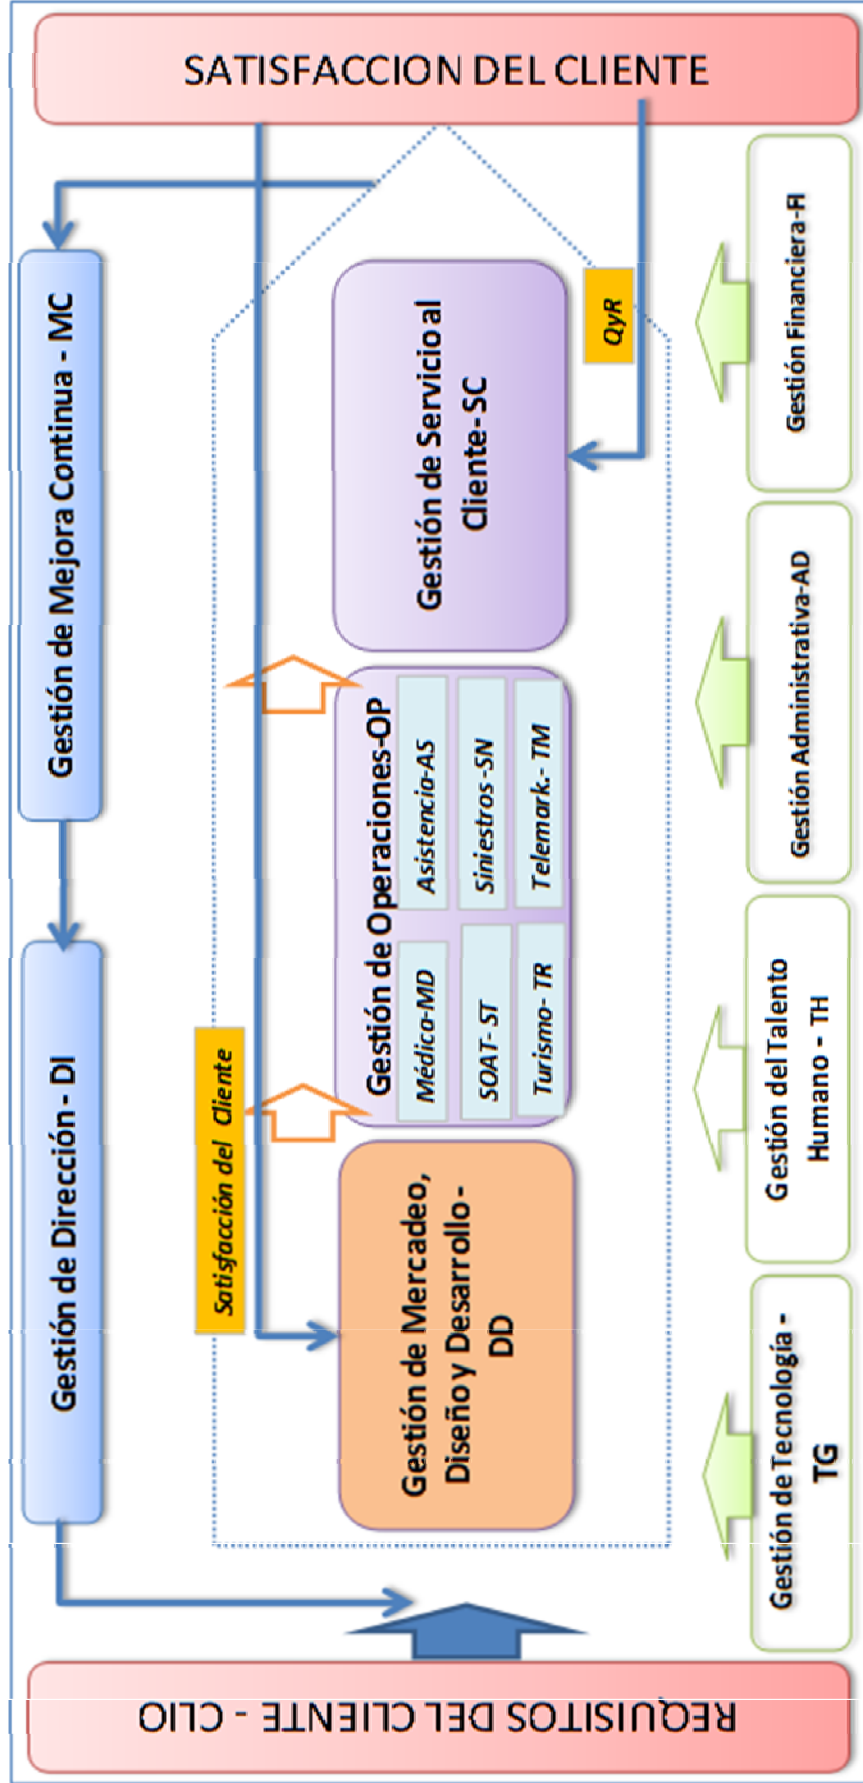 REQUISITOS DEL CLIENTE - CLIO
Gestión de Dirección - DI
Gestión de Mejora Continua - MC
Satisfacción del Cliente
Gestión de Mercadeo,
Diseño y Desarrollo -
DD
Gestión de Operaciones-OP
Médico-MD
Asistencia-AS
SOAT- ST
Siniestros -SN
Turismo- TR
Telemark.- TM
Gestión de Servicio al
Cliente- SC
QyR
Gestión de Tecnología -
TG
Gestión del Talento
Humano – TH
Gestión Administrativa-AD
Gestión Financiera-FI
SATISFACCION DEL CLIENTE